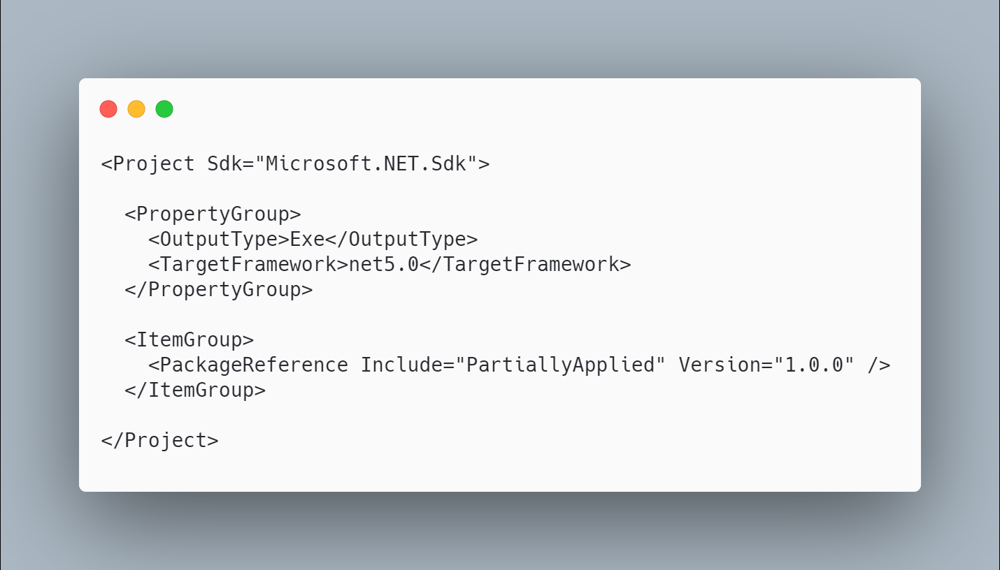 <Project Sdk="Microsoft.NET.Sdk">
  <PropertyGroup>
    <OutputType>Exe</OutputType>
    <TargetFramework>net5.0</TargetFramework>
  </PropertyGroup>
  <ItemGroup>
    <PackageReference Include="PartiallyApplied" Version="1.0.0" />
  </ItemGroup>
</Project>